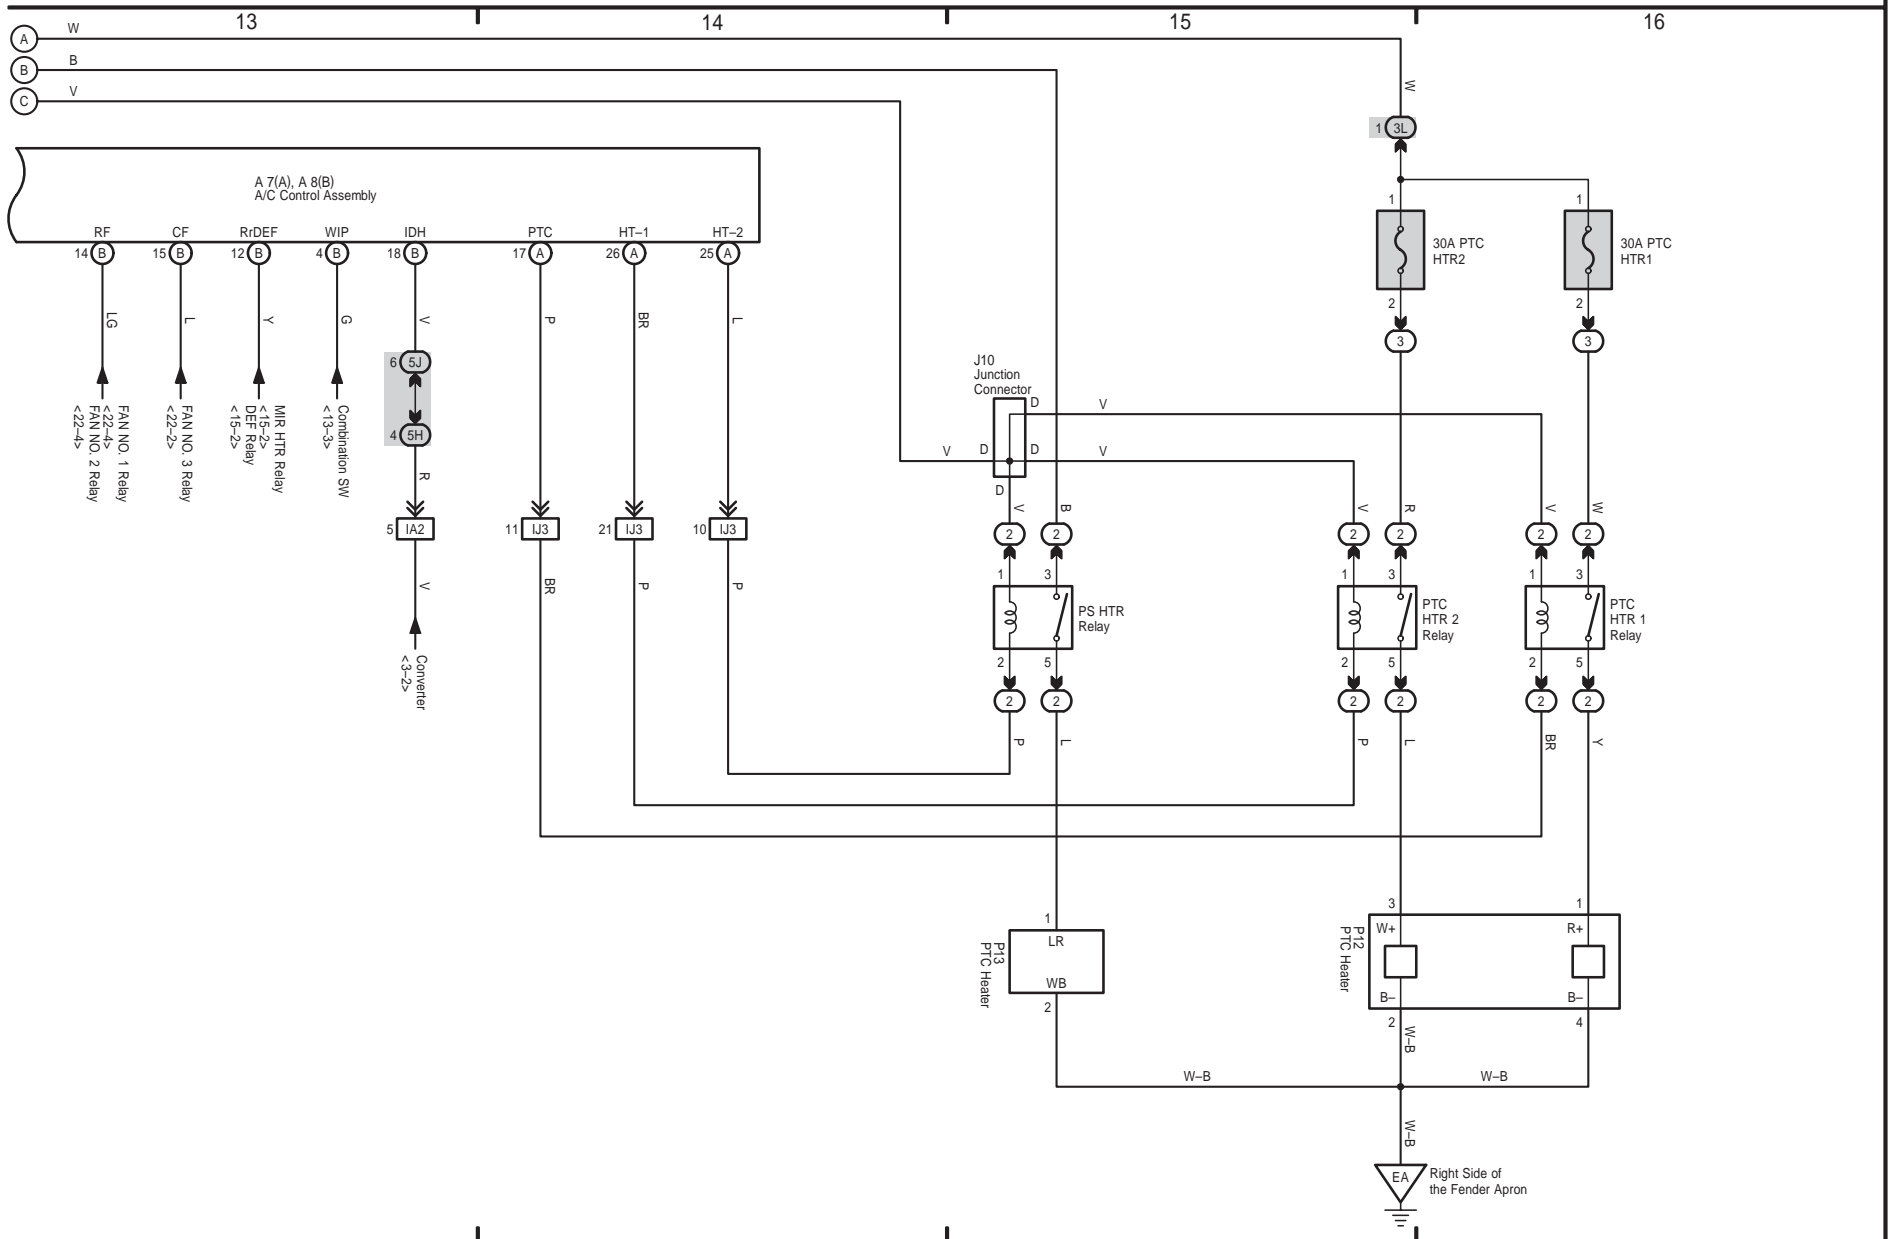 13
14
15
16
A
W
B
B
C
V
W
1 3L
A 7(A), A 8(B)
A/C Control Assembly
RF
CF
RrDEF
WIP
IDH
PTC
HT–1
HT–2
14 B
15 B
12 B
4 B
18 B
17 A
26 A
25 A
LG
L
Y
G
V
P
BR
L
1
1
30A PTC
HTR2
30A PTC
HTR1
2
2
3
3
6 5J
4 5H
R
5 IA2
V
Converter
<3–2>
FAN NO. 1 Relay
<22–4>
FAN NO. 2 Relay
<22–4>
FAN NO. 3 Relay
<22–2>
MIR HTR Relay
<15–2>
DEF Relay
<15–2>
Combination SW
<13–3>
11 IJ3
21 IJ3
10 IJ3
BR
P
P
J10
Junction
Connector
D
V
V
D
D
V
D
V
B
V
R
V
W
2
2
2
2
2
2
1
3
1
3
1
3
PS HTR
Relay
PTC
HTR 2
Relay
PTC
HTR 1
Relay
2
5
2
5
2
5
2
2
2
2
2
2
P
L
P
L
BR
Y
1
LR
WB
2
P13
PTC Heater
3
1
W+
R+
B–
B–
2
4
P12
PTC Heater
W–B
W–B
W–B
W–B
EA
Right Side of
the Fender Apron